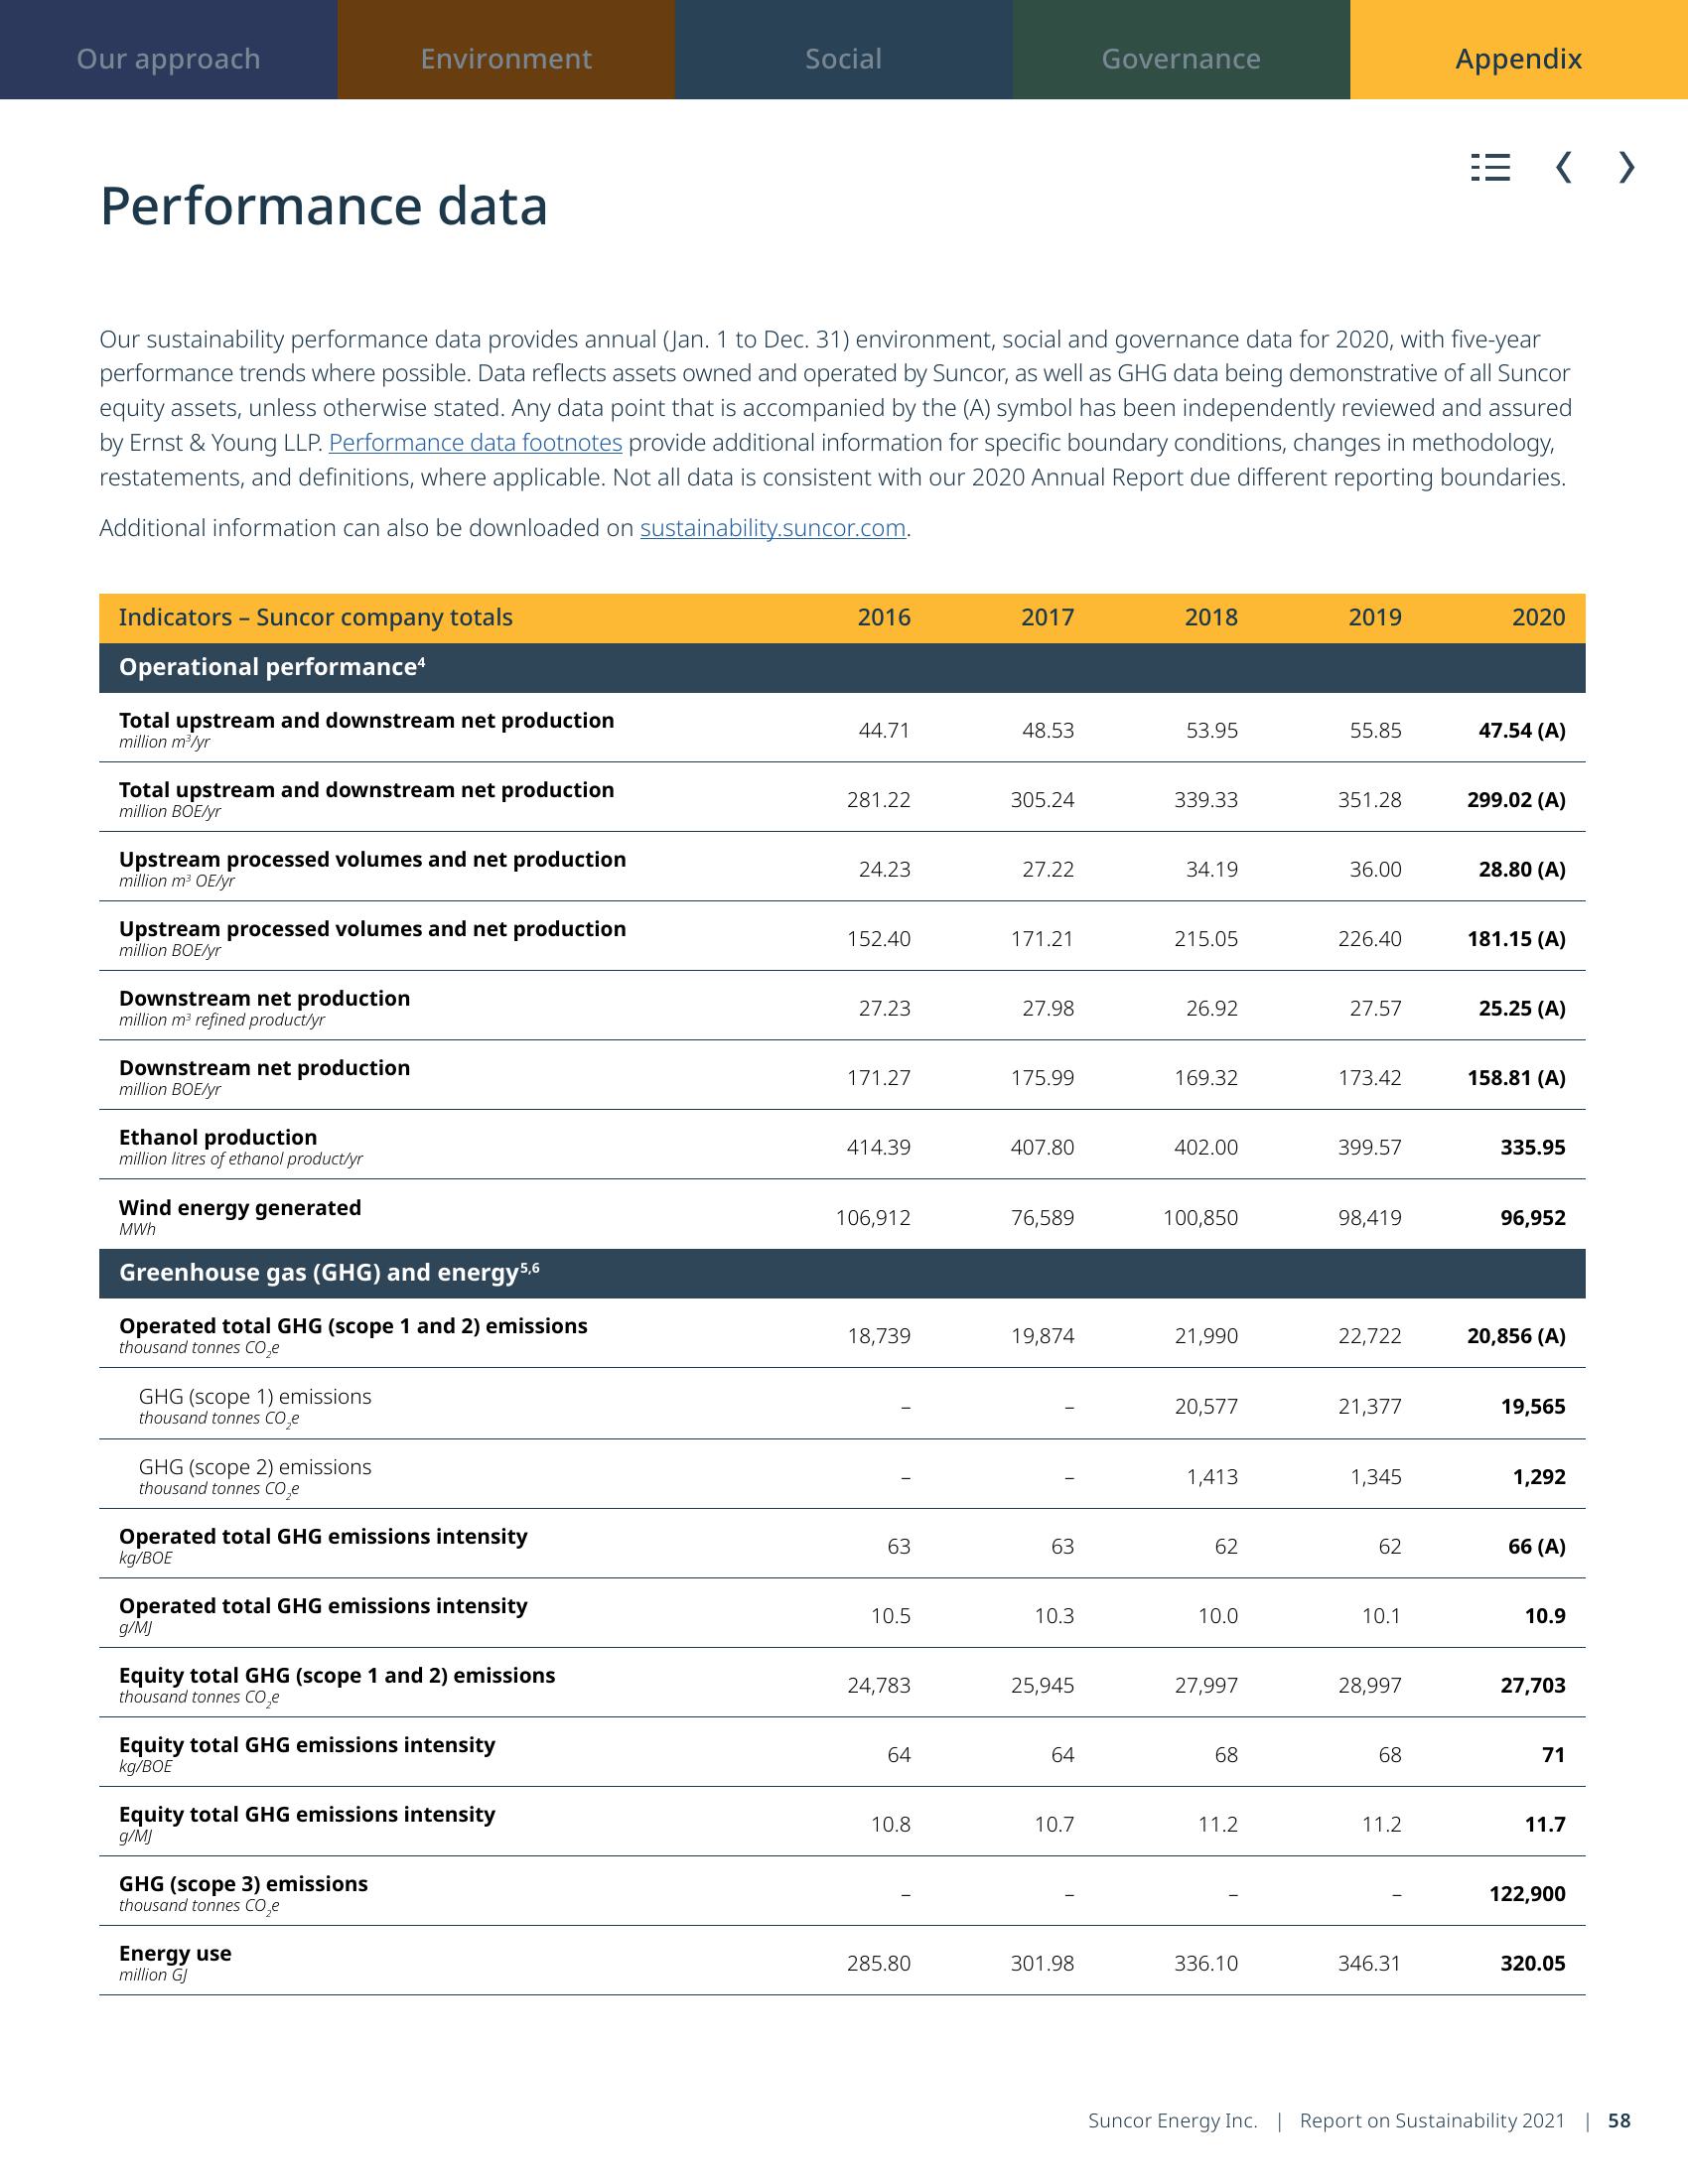 Our approach Environment Social Governance Appendix
Performance data
Our sustainability performance data provides annual (Jan. 1 to Dec. 31) environment, social and governance data for 2020, with five-year
performance trends where possible. Data reflects assets owned and operated by Suncor, as well as GHG data being demonstrative of all Suncor
equity assets, unless otherwise stated. Any data point that is accompanied by the (A) symbol has been independently reviewed and assured
by Ernst & Young LLP. Performance data footnotes provide additional information for specific boundary conditions, changes in methodology,
restatements, and definitions, where applicable. Not all data is consistent with our 2020 Annual Report due different reporting boundaries.
Additional information can also be downloaded on sustainability.suncor.com.
Indicators – Suncor company totals 2016 2017 2018 2019 2020
Operational performance⁴
Total upstream and downstream net production 44.71 48.53 53.95 55.85 47.54 (A)
million m³/yr
Total upstream and downstream net production 281.22 305.24 339.33 351.28 299.02 (A)
million BOE/yr
Upstream processed volumes and net production 24.23 27.22 34.19 36.00 28.80 (A)
million m³ OE/yr
Upstream processed volumes and net production 152.40 171.21 215.05 226.40 181.15 (A)
million BOE/yr
Downstream net production 27.23 27.98 26.92 27.57 25.25 (A)
million m³ refined product/yr
Downstream net production 171.27 175.99 169.32 173.42 158.81 (A)
million BOE/yr
Ethanol production 414.39 407.80 402.00 399.57 335.95
million litres of ethanol product/yr
Wind energy generated 106,912 76,589 100,850 98,419 96,952
MWh
Greenhouse gas (GHG) and energy⁵,⁶
Operated total GHG (scope 1 and 2) emissions 18,739 19,874 21,990 22,722 20,856 (A)
thousand tonnes CO₂e
GHG (scope 1) emissions – – 20,577 21,377 19,565
thousand tonnes CO₂e
GHG (scope 2) emissions – – 1,413 1,345 1,292
thousand tonnes CO₂e
Operated total GHG emissions intensity 63 63 62 62 66 (A)
kg/BOE
Operated total GHG emissions intensity 10.5 10.3 10.0 10.1 10.9
g/MJ
Equity total GHG (scope 1 and 2) emissions 24,783 25,945 27,997 28,997 27,703
thousand tonnes CO₂e
Equity total GHG emissions intensity 64 64 68 68 71
kg/BOE
Equity total GHG emissions intensity 10.8 10.7 11.2 11.2 11.7
g/MJ
GHG (scope 3) emissions – – – – 122,900
thousand tonnes CO₂e
Energy use 285.80 301.98 336.10 346.31 320.05
million GJ
Suncor Energy Inc. | Report on Sustainability 2021 | 58